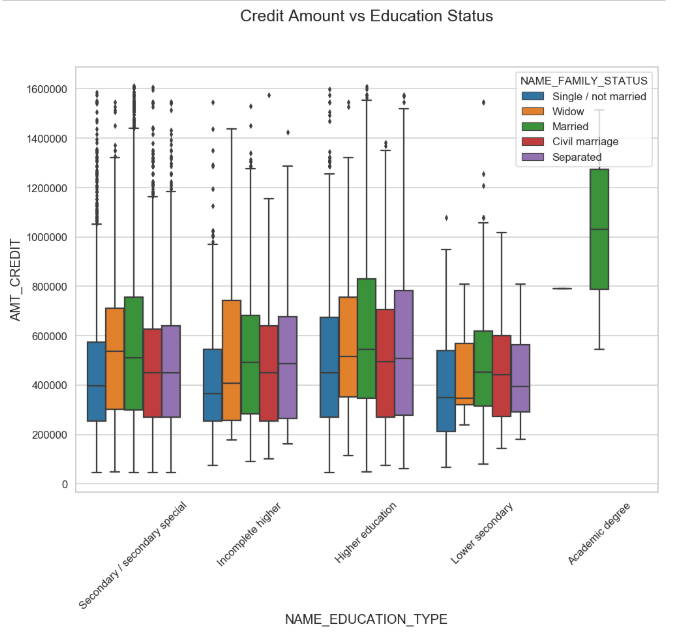 Credit Amount vs Education Status
NAME_FAMILY_STATUS
Single / not married
Widow
Married
Civil marriage
Separated
AMT_CREDIT
1600000
1400000
1200000
1000000
800000
600000
400000
200000
0
Secondary / secondary special
Incomplete higher
Higher education
Lower secondary
Academic degree
NAME_EDUCATION_TYPE